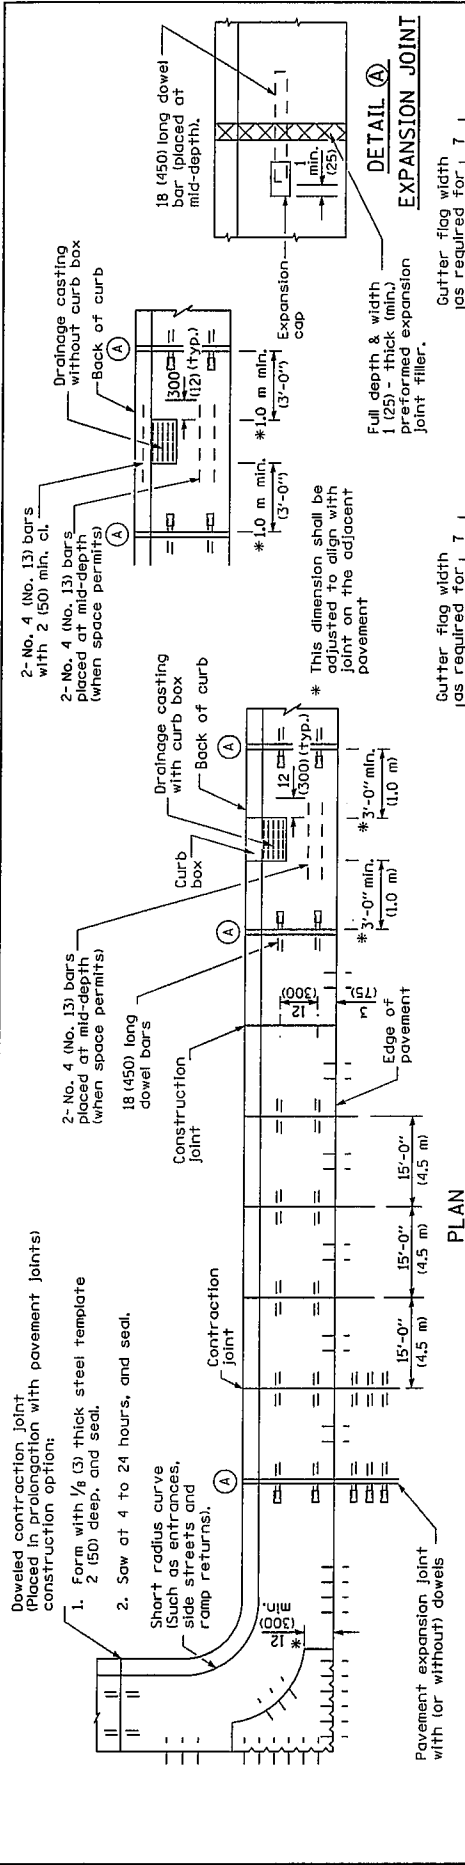 Doweled contraction joint
(Placed in prolongation with pavement joints)
construction option:
1. Form with 1/8 (3) thick steel template
2 (50) deep, and seal.
2. Saw at 4 to 24 hours, and seal.
Short radius curve
(Such as entrances,
side streets and
ramp returns).
*
12
(300)
min.
Pavement expansion joint
with (or without) dowels
A
Contraction
joint
15'-0"
(4.5 m)
15'-0"
(4.5 m)
15'-0"
(4.5 m)
PLAN
Construction
joint
18 (450) long
dowel bars
2- No. 4 (No. 13) bars
placed at mid-depth
(when space permits)
12
(300)
3
(75)
Edge of
pavement
A
Curb
box
Drainage casting
with curb box
Back of curb
A
12
(300) (typ.)
*3'-0" min.
(1.0 m)
*3'-0" min.
(1.0 m)
* This dimension shall be
adjusted to align with
joint on the adjacent
pavement
2- No. 4 (No. 13) bars
with 2 (50) min. cl.
2- No. 4 (No. 13) bars
placed at mid-depth
(when space permits)
Drainage casting
without curb box
Back of curb
A
A
300
(12) (typ.)
*1.0 m min.
(3'-0")
*1.0 m min.
(3'-0")
18 (450) long dowel
bar (placed at
mid-depth).
Expansion
cap
1
min.
(25)
Full depth & width
1 (25) - thick (min.)
preformed expansion
joint filler.
DETAIL A
EXPANSION JOINT
Gutter flag width
as required for
7
Gutter flag width
as required for
7